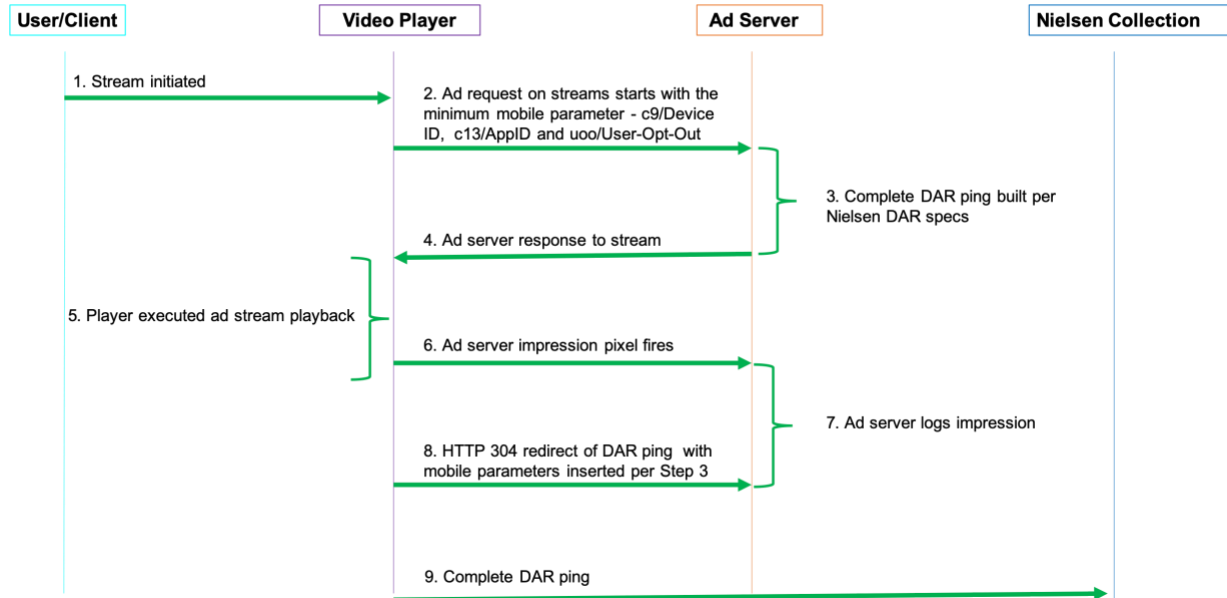 User/Client
Video Player
Ad Server
Nielsen Collection
1. Stream initiated
2. Ad request on streams starts with the
minimum mobile parameter - c9/Device
ID, c13/AppID and uoo/User-Opt-Out
3. Complete DAR ping built per
Nielsen DAR specs
4. Ad server response to stream
5. Player executed ad stream playback
6. Ad server impression pixel fires
7. Ad server logs impression
8. HTTP 304 redirect of DAR ping with
mobile parameters inserted per Step 3
9. Complete DAR ping